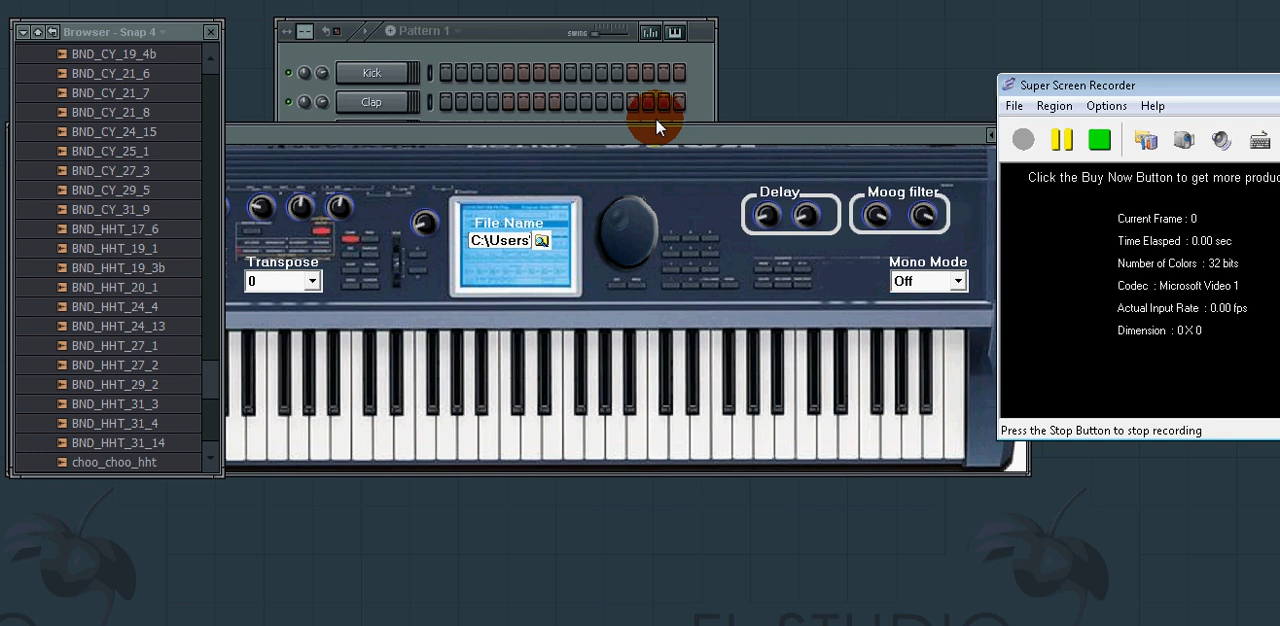 Browser - Snap 4
BND_CY_19_4b
BND_CY_21_6
BND_CY_21_7
BND_CY_21_8
BND_CY_24_15
BND_CY_25_1
BND_CY_27_3
BND_CY_29_5
BND_CY_31_9
BND_HHT_17_6
BND_HHT_19_1
BND_HHT_19_3b
BND_HHT_20_1
BND_HHT_24_4
BND_HHT_24_13
BND_HHT_27_1
BND_HHT_27_2
BND_HHT_29_2
BND_HHT_31_3
BND_HHT_31_4
BND_HHT_31_14
choo_choo_hht
Pattern 1
SWING
Kick
Clap
File Name
C:\Users'
Transpose
0
Delay
Moog filter
Mono Mode
Off
Super Screen Recorder
File Region Options Help
Click the Buy Now Button to get more produc
Current Frame : 0
Time Elasped : 0.00 sec
Number of Colors : 32 bits
Codec : Microsoft Video 1
Actual Input Rate : 0.00 fps
Dimension : 0 X 0
Press the Stop Button to stop recording
FL STUDIO